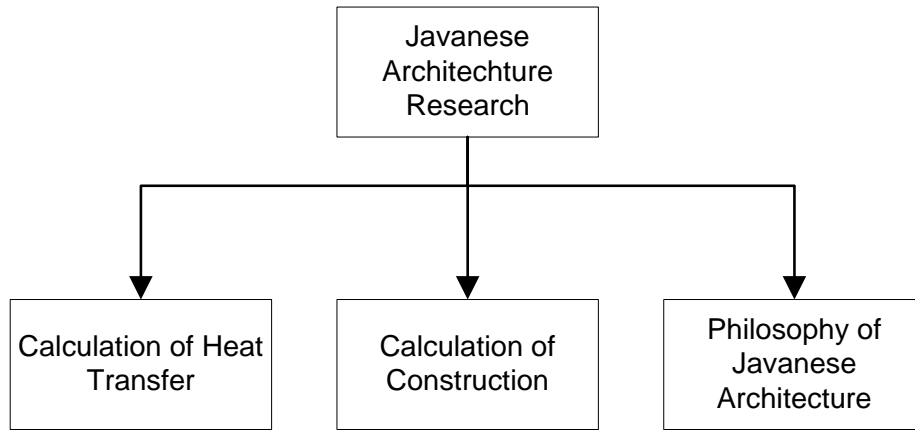 Javanese
Architechture
Research
Calculation of Heat
Transfer
Calculation of
Construction
Philosophy of
Javanese
Architecture